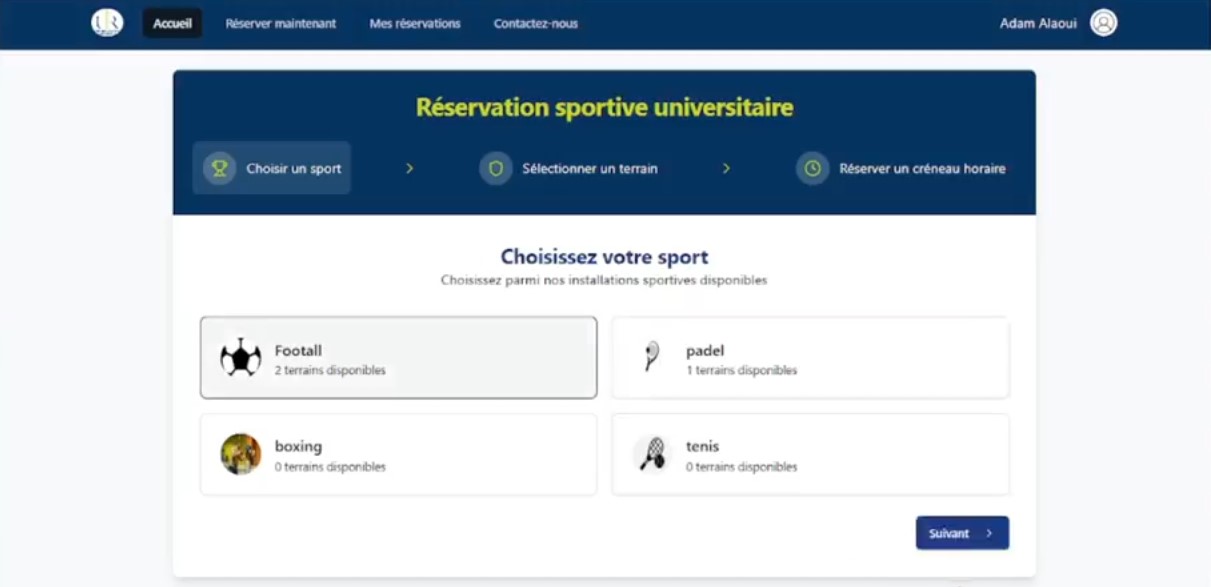 UIR
Accueil
Réserver maintenant
Mes réservations
Contactez-nous
Adam Alaoui
Réservation sportive universitaire
Choisir un sport
Sélectionner un terrain
Réserver un créneau horaire
Choisissez votre sport
Choisissez parmi nos installations sportives disponibles
Footall
2 terrains disponibles
padel
1 terrains disponibles
boxing
0 terrains disponibles
tenis
0 terrains disponibles
Suivant